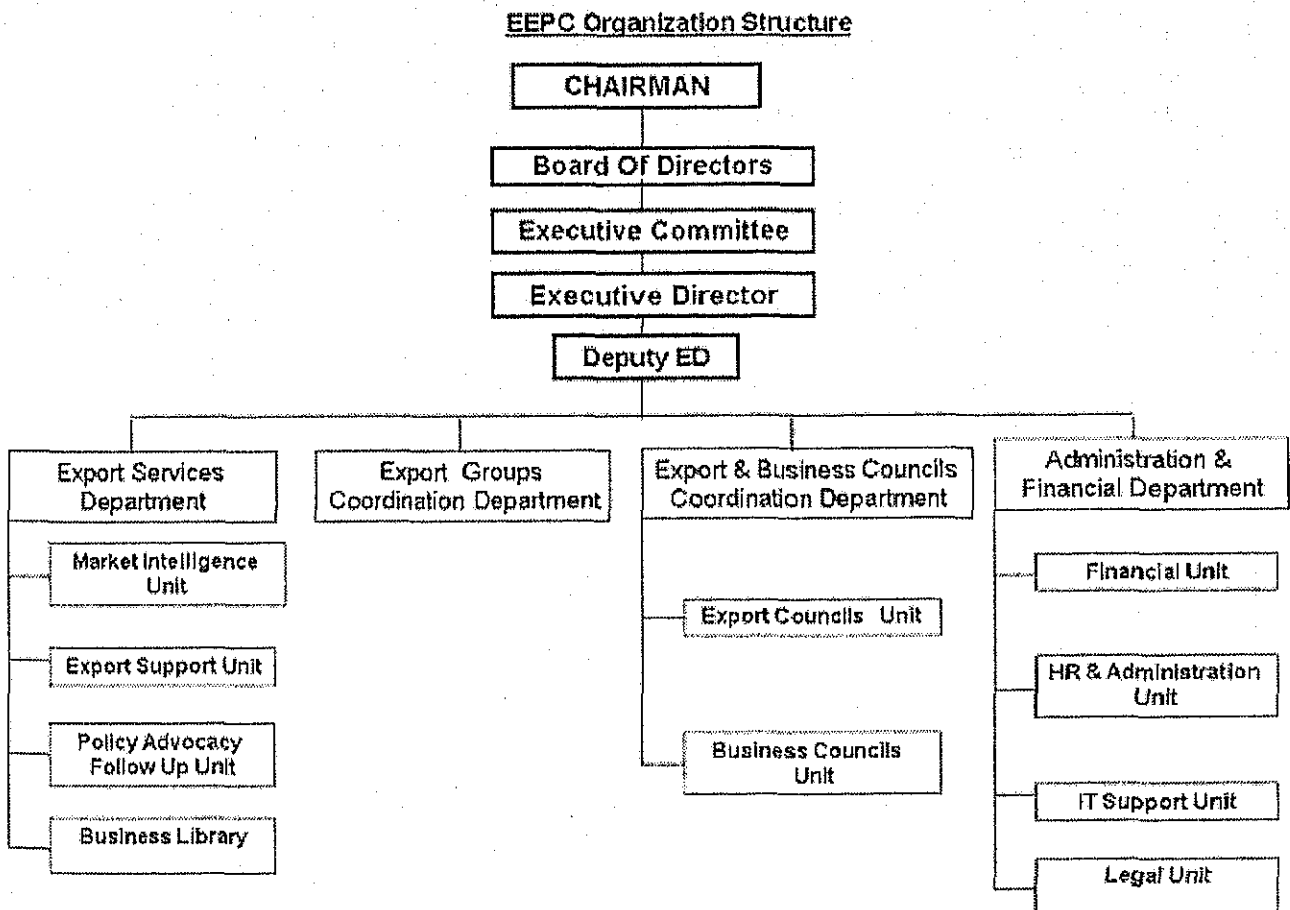 EEPC Organization Structure
CHAIRMAN
Board Of Directors
Executive Committee
Executive Director
Deputy ED
Export Services
Department
Market Intelligence
Unit
Export Support Unit
Policy Advocacy
Follow Up Unit
Business Library
Export Groups
Coordination Department
Export & Business Councils
Coordination Department
Export Councils Unit
Business Councils
Unit
Administration &
Financial Department
Financial Unit
HR & Administration
Unit
IT Support Unit
Legal Unit